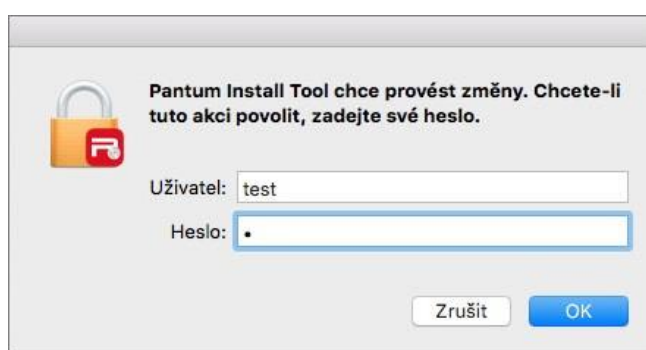 Pantum Install Tool chce provést změny. Chcete-li
tuto akci povolit, zadejte své heslo.
Uživatel: test
Heslo: •
Zrušit OK